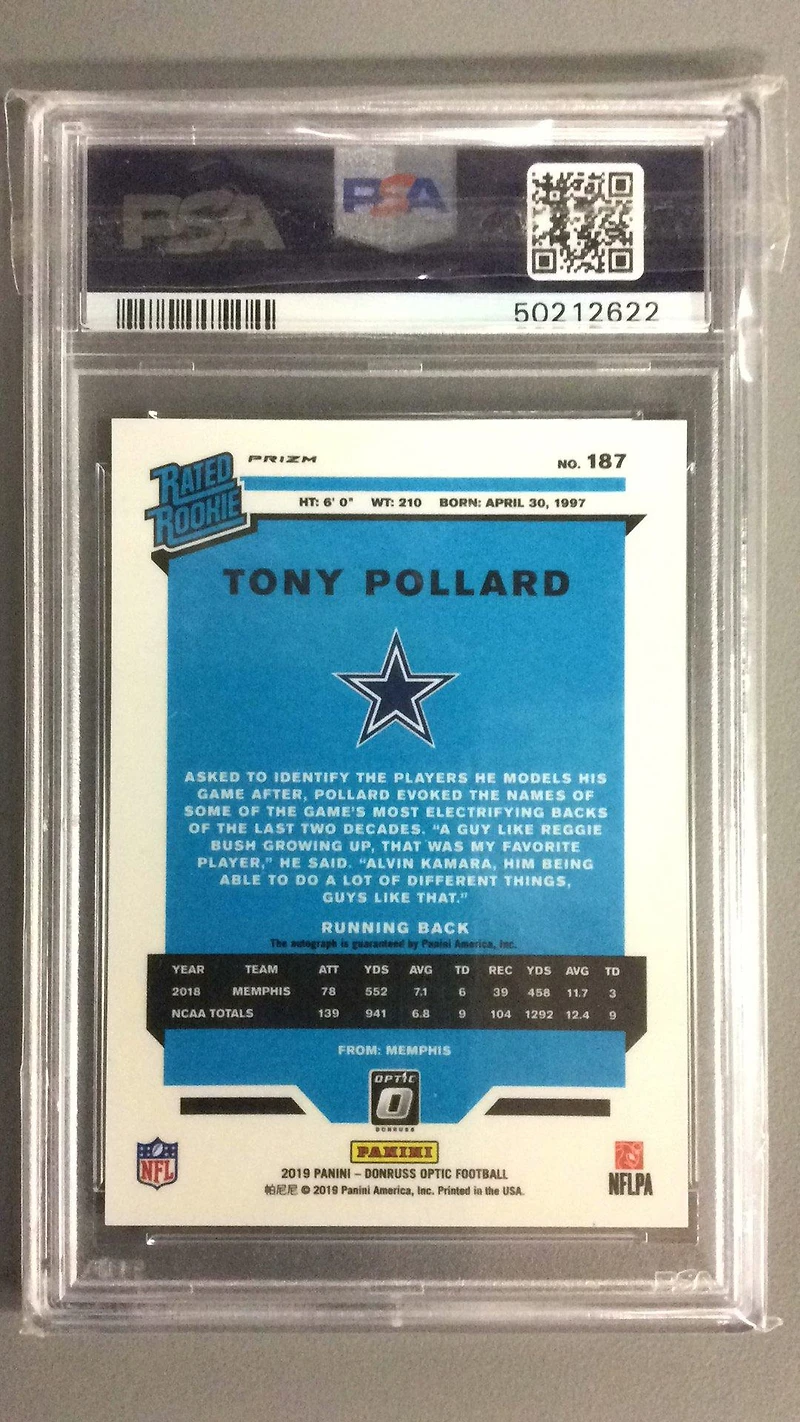 PSA PSA
50212622
RATED
ROOKIE
PRIZM NO. 187
HT: 6' 0" WT: 210 BORN: APRIL 30, 1997
TONY POLLARD
ASKED TO IDENTIFY THE PLAYERS HE MODELS HIS
GAME AFTER, POLLARD EVOKED THE NAMES OF
SOME OF THE GAME'S MOST ELECTRIFYING BACKS
OF THE LAST TWO DECADES. "A GUY LIKE REGGIE
BUSH GROWING UP, THAT WAS MY FAVORITE
PLAYER," HE SAID. "ALVIN KAMARA, HIM BEING
ABLE TO DO A LOT OF DIFFERENT THINGS,
GUYS LIKE THAT."
RUNNING BACK
The autograph is guaranteed by Panini America, Inc.
YEAR TEAM ATT YDS AVG TD REC YDS AVG TD
2018 MEMPHIS 78 552 7.1 6 39 458 11.7 3
NCAA TOTALS 139 941 6.8 9 104 1292 12.4 9
FROM: MEMPHIS
OPTIC
O
DONRUSS
PANINI
NFL
2019 PANINI – DONRUSS OPTIC FOOTBALL
帕尼尼 © 2019 Panini America, Inc. Printed in the USA.
NFLPA
PSA